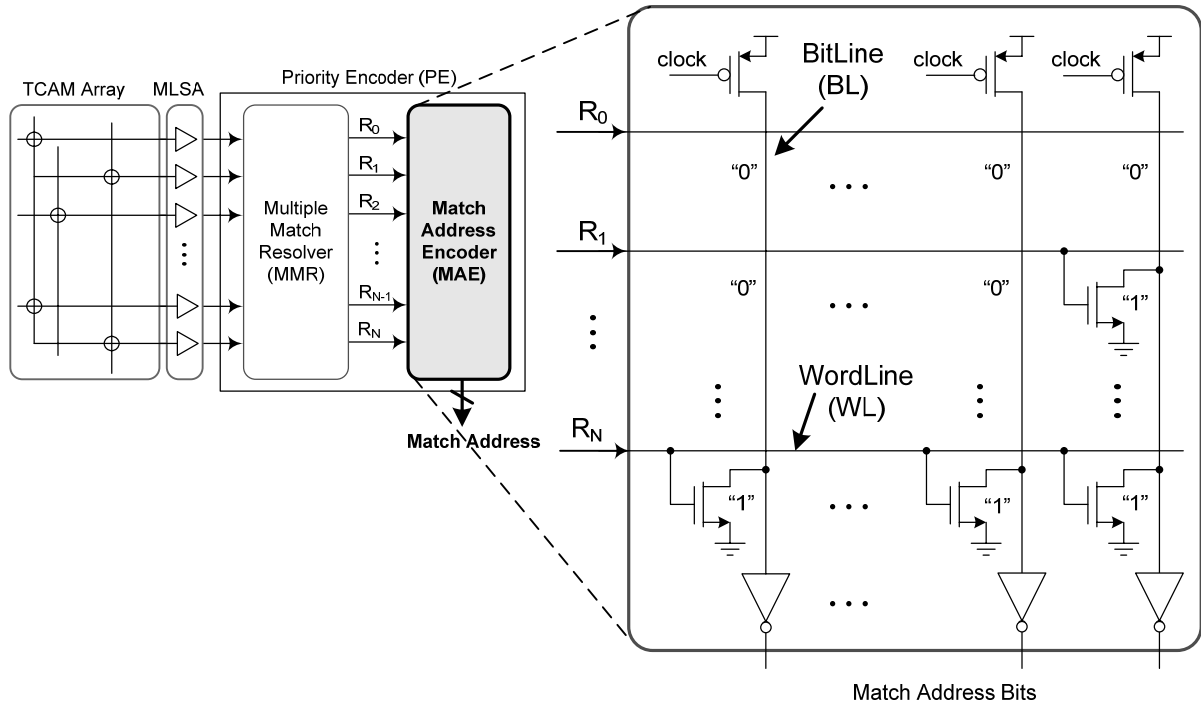 TCAM Array
MLSA
Priority Encoder (PE)
Multiple
Match
Resolver
(MMR)
R0
R1
R2
RN-1
RN
Match
Address
Encoder
(MAE)
Match Address
clock
BitLine
(BL)
clock
clock
R0
"0"
"0"
"0"
R1
"0"
"0"
"1"
WordLine
(WL)
RN
"1"
"1"
"1"
Match Address Bits